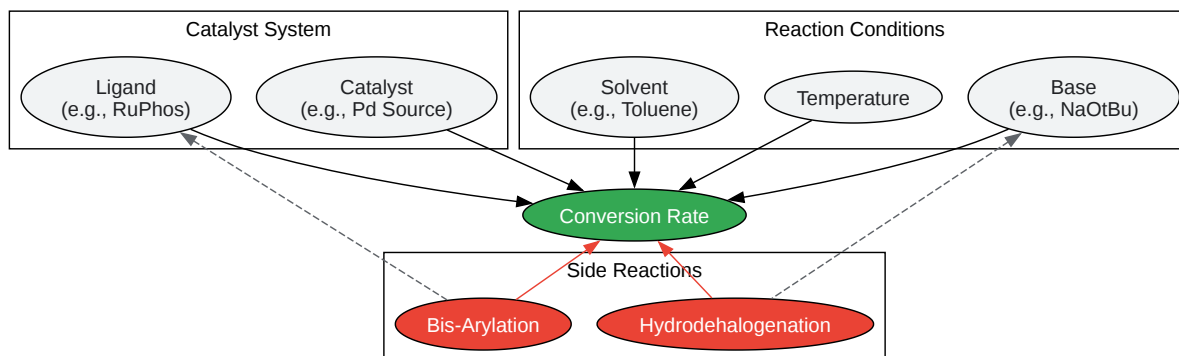 Catalyst System
Reaction Conditions
Ligand
(e.g., RuPhos)
Catalyst
(e.g., Pd Source)
Solvent
(e.g., Toluene)
Temperature
Base
(e.g., NaOtBu)
Conversion Rate
Side Reactions
Bis-Arylation
Hydrodehalogenation